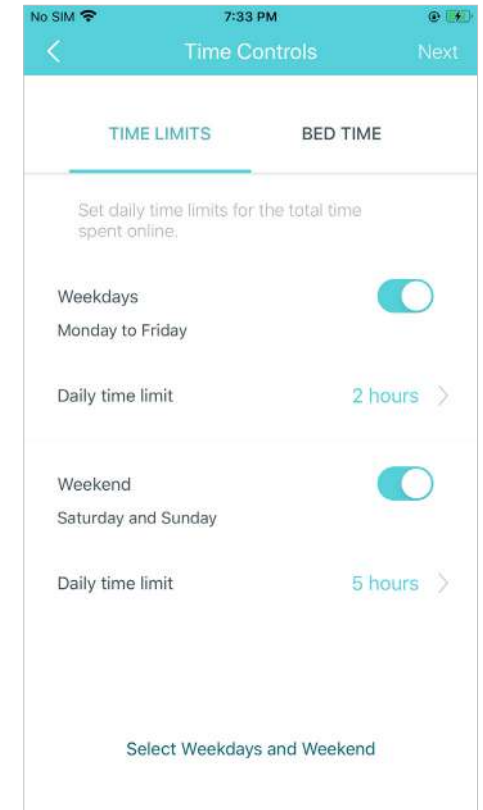 No SIM 7:33 PM
Time Controls Next
TIME LIMITS BED TIME
Set daily time limits for the total time
spent online.
Weekdays
Monday to Friday
Daily time limit 2 hours
Weekend
Saturday and Sunday
Daily time limit 5 hours
Select Weekdays and Weekend